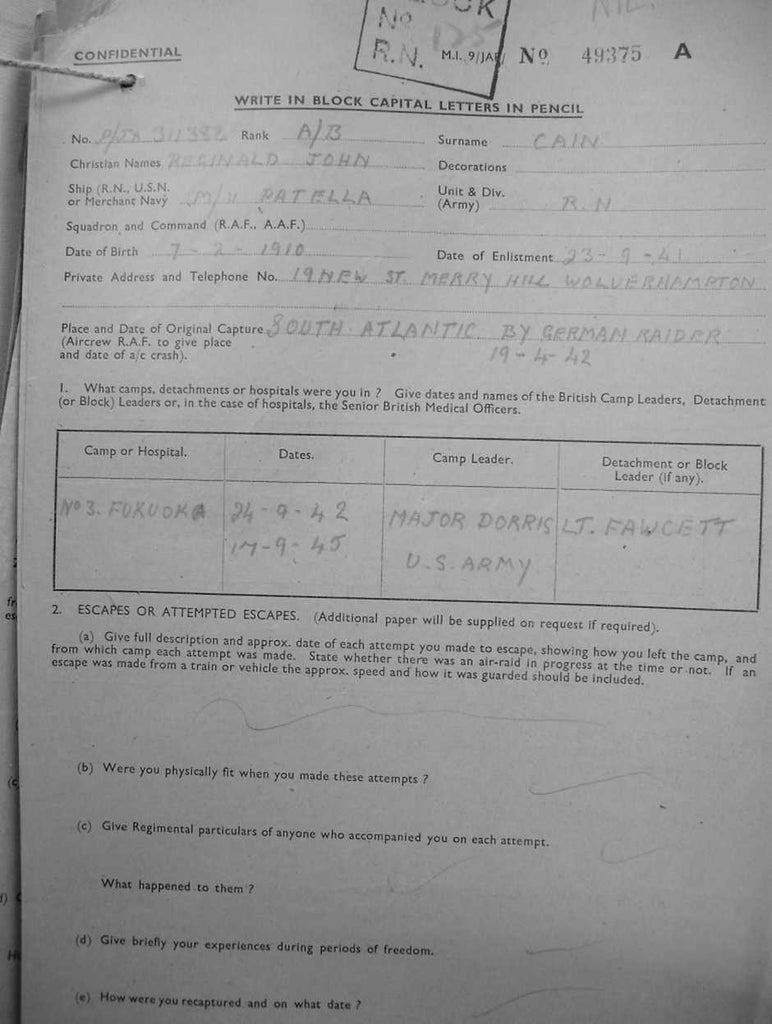 No
R.N.
CONFIDENTIAL
M.I. 9/JAP/ No 49375 A
WRITE IN BLOCK CAPITAL LETTERS IN PENCIL
No. Rank A/B Surname CAIN
Christian Names REGINALD JOHN Decorations
Ship (R.N., U.S.N. or Merchant Navy M/V PATELLA Unit & Div. (Army) R.N
Squadron and Command (R.A.F., A.A.F.)
Date of Birth 7-2-1910 Date of Enlistment 23-9-41
Private Address and Telephone No. 19 NEW ST. MERRY HILL WOLVERHAMPTON
Place and Date of Original Capture SOUTH ATLANTIC BY GERMAN RAIDER
(Aircrew R.A.F. to give place
and date of a/c crash). 19-4-42
1. What camps, detachments or hospitals were you in ? Give dates and names of the British Camp Leaders, Detachment
(or Block) Leaders or, in the case of hospitals, the Senior British Medical Officers.
Camp or Hospital. Dates. Camp Leader. Detachment or Block
Leader (if any).
No 3. FUKUOKA 24-9-42 MAJOR DORRIS LT. FAWCETT
17-9-45 U.S. ARMY
2. ESCAPES OR ATTEMPTED ESCAPES. (Additional paper will be supplied on request if required).
(a) Give full description and approx. date of each attempt you made to escape, showing how you left the camp, and
from which camp each attempt was made. State whether there was an air-raid in progress at the time or not. If an
escape was made from a train or vehicle the approx. speed and how it was guarded should be included.
(b) Were you physically fit when you made these attempts ?
(c) Give Regimental particulars of anyone who accompanied you on each attempt.
What happened to them ?
(d) Give briefly your experiences during periods of freedom.
(e) How were you recaptured and on what date ?